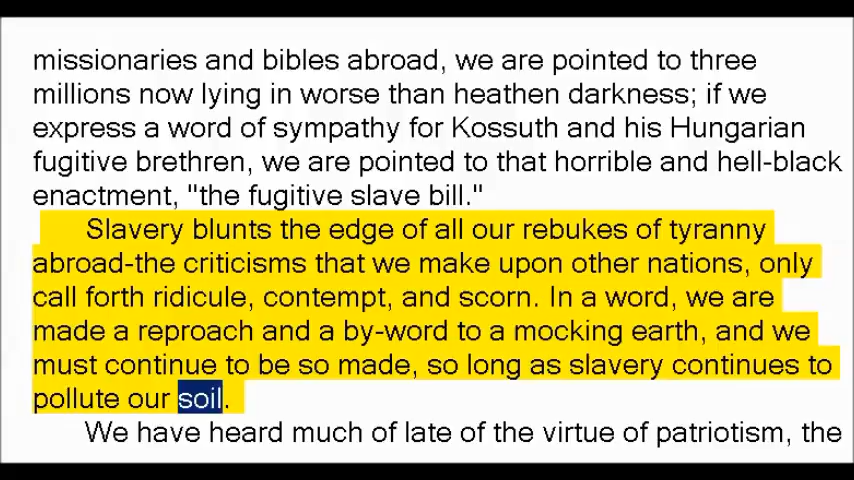 missionaries and bibles abroad, we are pointed to three
millions now lying in worse than heathen darkness; if we
express a word of sympathy for Kossuth and his Hungarian
fugitive brethren, we are pointed to that horrible and hell-black
enactment, "the fugitive slave bill."
Slavery blunts the edge of all our rebukes of tyranny
abroad-the criticisms that we make upon other nations, only
call forth ridicule, contempt, and scorn. In a word, we are
made a reproach and a by-word to a mocking earth, and we
must continue to be so made, so long as slavery continues to
pollute our soil.
We have heard much of late of the virtue of patriotism, the